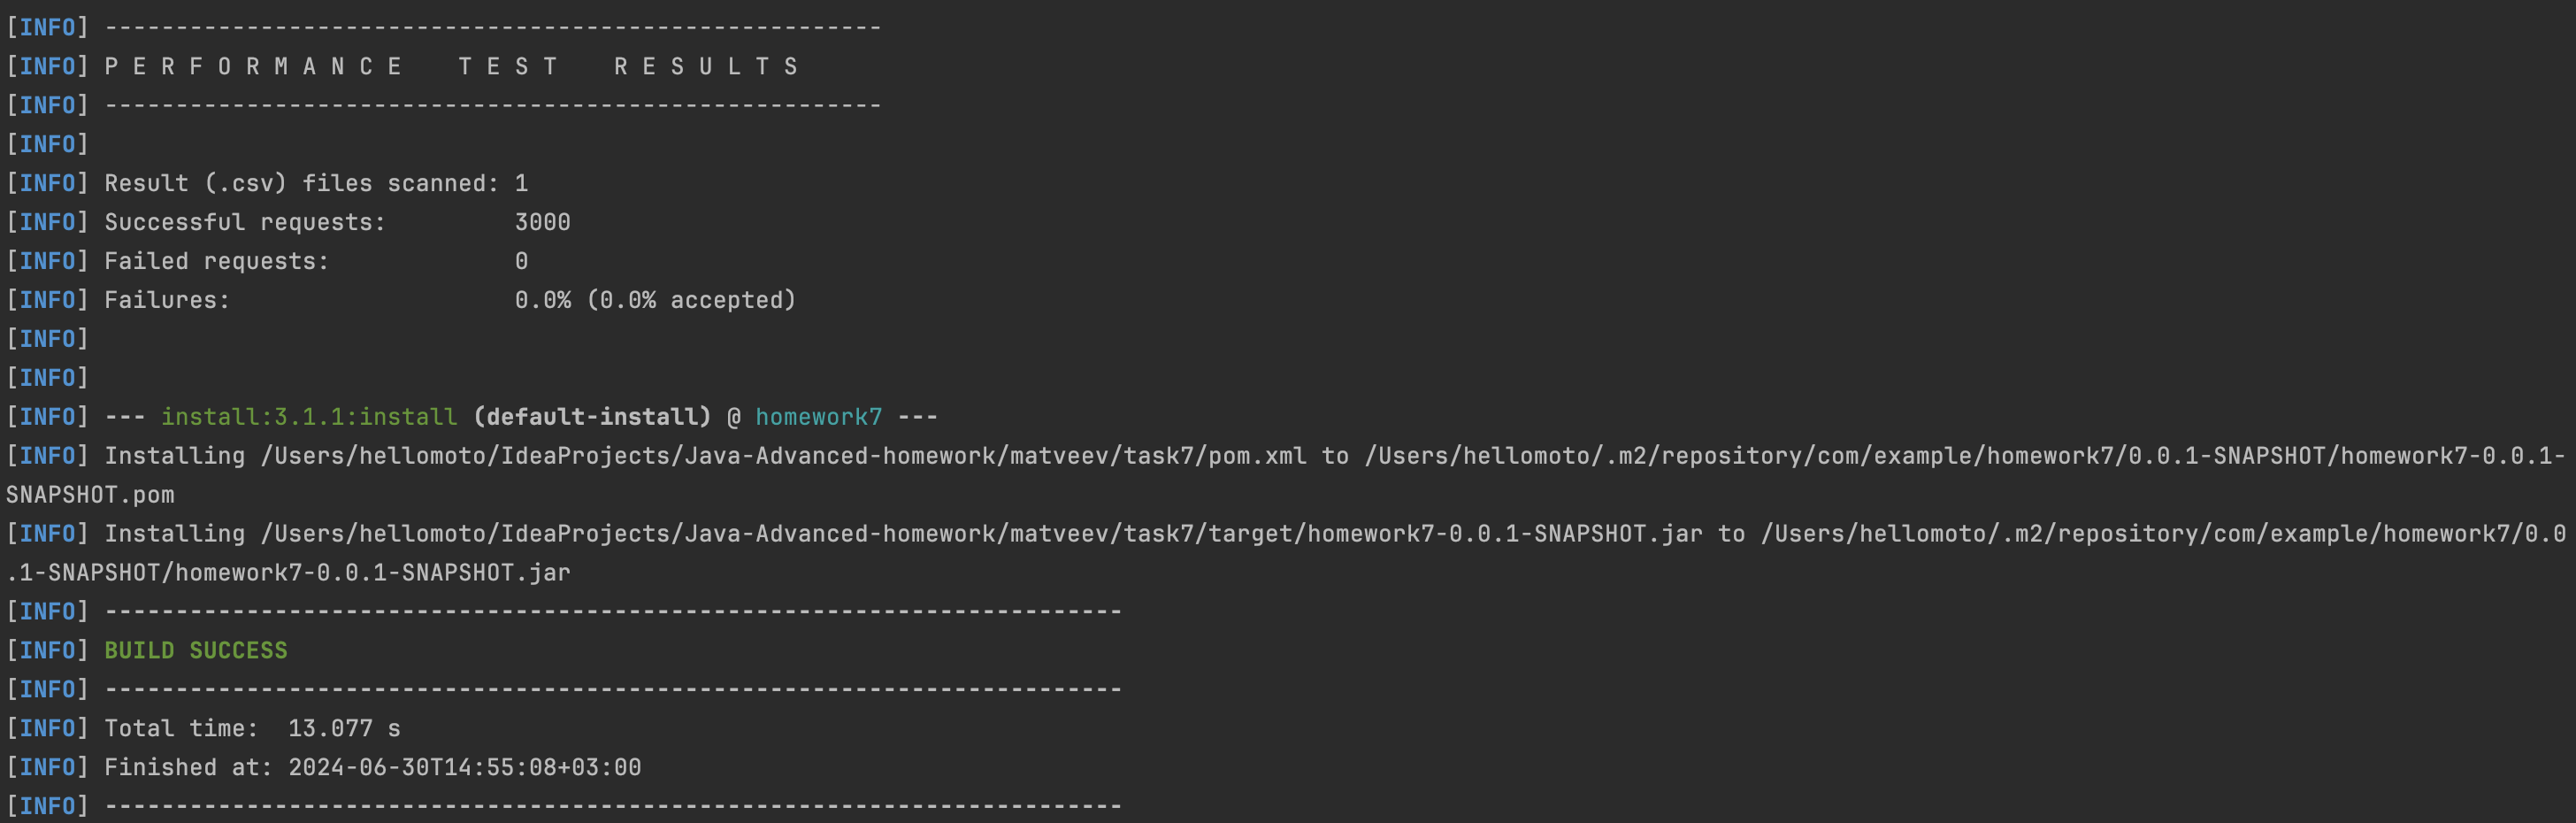 [INFO] -------------------------------------------------------
[INFO] P E R F O R M A N C E    T E S T    R E S U L T S
[INFO] -------------------------------------------------------
[INFO]
[INFO] Result (.csv) files scanned: 1
[INFO] Successful requests:         3000
[INFO] Failed requests:             0
[INFO] Failures:                    0.0% (0.0% accepted)
[INFO]
[INFO]
[INFO] --- install:3.1.1:install (default-install) @ homework7 ---
[INFO] Installing /Users/hellomoto/IdeaProjects/Java-Advanced-homework/matveev/task7/pom.xml to /Users/hellomoto/.m2/repository/com/example/homework7/0.0.1-SNAPSHOT/homework7-0.0.1-
SNAPSHOT.pom
[INFO] Installing /Users/hellomoto/IdeaProjects/Java-Advanced-homework/matveev/task7/target/homework7-0.0.1-SNAPSHOT.jar to /Users/hellomoto/.m2/repository/com/example/homework7/0.0
.1-SNAPSHOT/homework7-0.0.1-SNAPSHOT.jar
[INFO] ------------------------------------------------------------------------
[INFO] BUILD SUCCESS
[INFO] ------------------------------------------------------------------------
[INFO] Total time:  13.077 s
[INFO] Finished at: 2024-06-30T14:55:08+03:00
[INFO] ------------------------------------------------------------------------